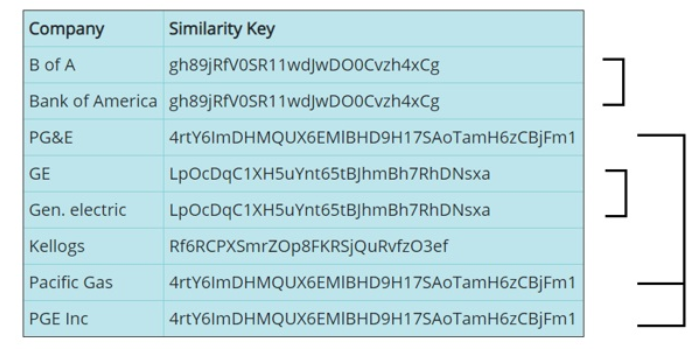 Company Similarity Key
B of A gh89jRfV0SR11wdJwDO0Cvzh4xCg
Bank of America gh89jRfV0SR11wdJwDO0Cvzh4xCg
PG&E 4rtY6ImDHMQUX6EMlBHD9H17SAoTamH6zCBjFm1
GE LpOcDqC1XH5uYnt65tBJhmBh7RhDNsxa
Gen. electric LpOcDqC1XH5uYnt65tBJhmBh7RhDNsxa
Kellogs Rf6RCPXSmrZOp8FKRSjQuRvfzO3ef
Pacific Gas 4rtY6ImDHMQUX6EMlBHD9H17SAoTamH6zCBjFm1
PGE Inc 4rtY6ImDHMQUX6EMlBHD9H17SAoTamH6zCBjFm1